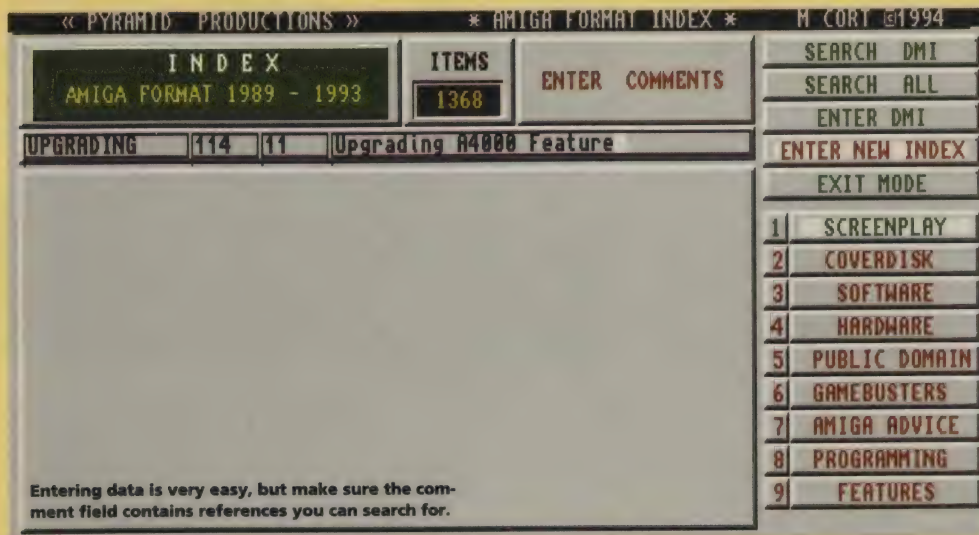 « PYRAMID PRODUCTIONS » * AMIGA FORMAT INDEX * M CORT ©1994
INDEX
AMIGA FORMAT 1989 - 1993
ITEMS
1368
ENTER COMMENTS
UPGRADING 114 11 Upgrading A4000 Feature
SEARCH DMI
SEARCH ALL
ENTER DMI
ENTER NEW INDEX
EXIT MODE
1 SCREENPLAY
2 COVERDISK
3 SOFTWARE
4 HARDWARE
5 PUBLIC DOMAIN
6 GAMEBUSTERS
7 AMIGA ADVICE
8 PROGRAMMING
9 FEATURES
Entering data is very easy, but make sure the com-
ment field contains references you can search for.